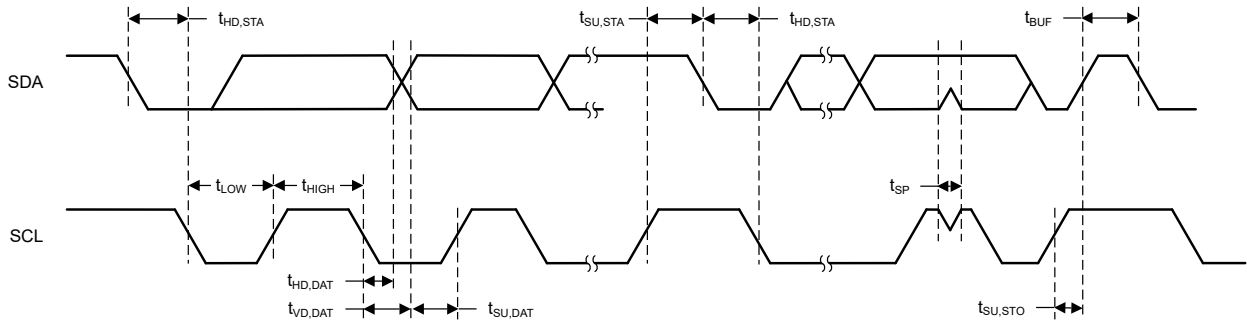 tHD,STA tSU,STA tHD,STA tBUF
SDA
tLOW tHIGH tSP
SCL
tHD,DAT
tVD,DAT tSU,DAT tSU,STO